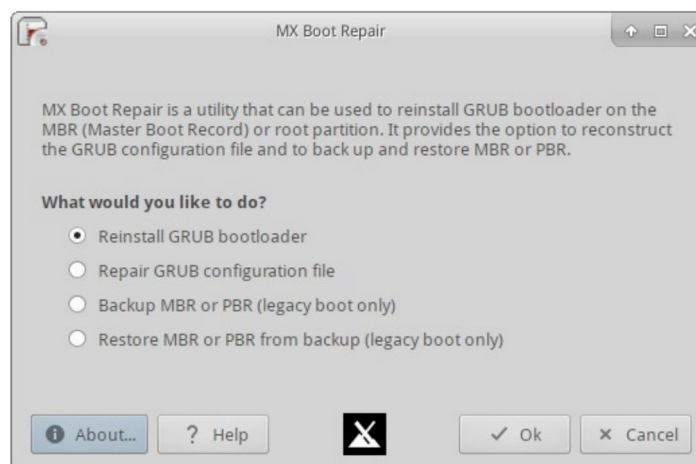 MX Boot Repair
MX Boot Repair is a utility that can be used to reinstall GRUB bootloader on the
MBR (Master Boot Record) or root partition. It provides the option to reconstruct
the GRUB configuration file and to back up and restore MBR or PBR.
What would you like to do?
Reinstall GRUB bootloader
Repair GRUB configuration file
Backup MBR or PBR (legacy boot only)
Restore MBR or PBR from backup (legacy boot only)
About... ? Help Ok Cancel